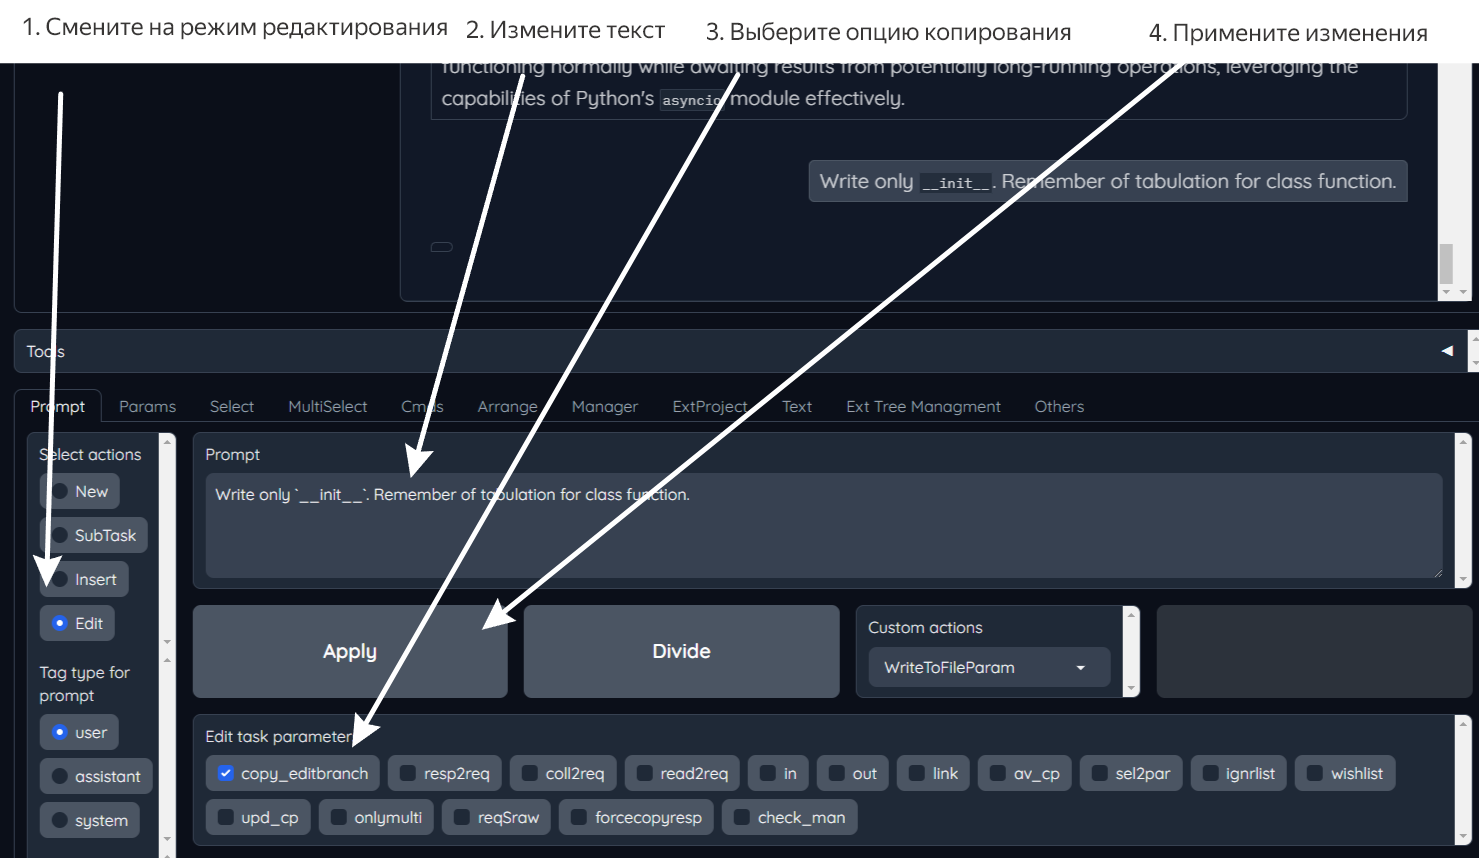 1. Смените на режим редактирования 2. Измените текст 3. Выберите опцию копирования 4. Примените изменения
functioning normally while awaiting results from potentially long-running operations, leveraging the
capabilities of Python's asyncio module effectively.
Write only __init__. Remember of tabulation for class function.
Tools
Prompt Params Select MultiSelect Cmds Arrange Manager ExtProject Text Ext Tree Managment Others
Select actions
New
SubTask
Insert
Edit
Tag type for
prompt
user
assistant
system
Prompt
Write only `__init__`. Remember of tabulation for class function.
Apply Divide
Custom actions
WriteToFileParam
Edit task parameter
copy_editbranch resp2req coll2req read2req in out link av_cp sel2par ignrlist wishlist
upd_cp onlymulti reqSraw forcecopyresp check_man